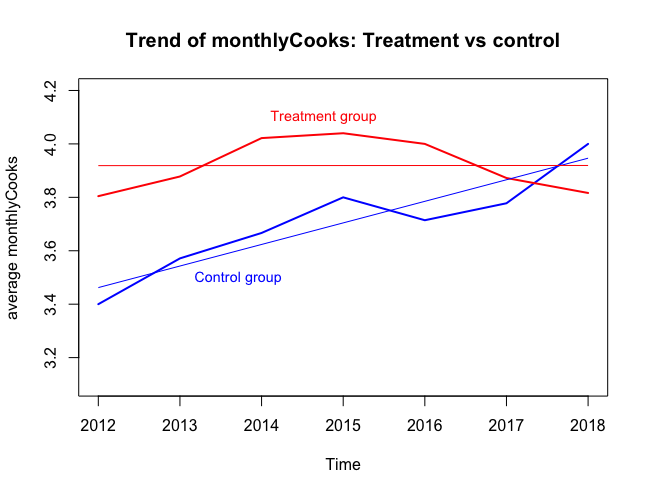 Trend of monthlyCooks: Treatment vs control
average monthlyCooks
4.2
4.0
3.8
3.6
3.4
3.2
Treatment group
Control group
2012 2013 2014 2015 2016 2017 2018
Time